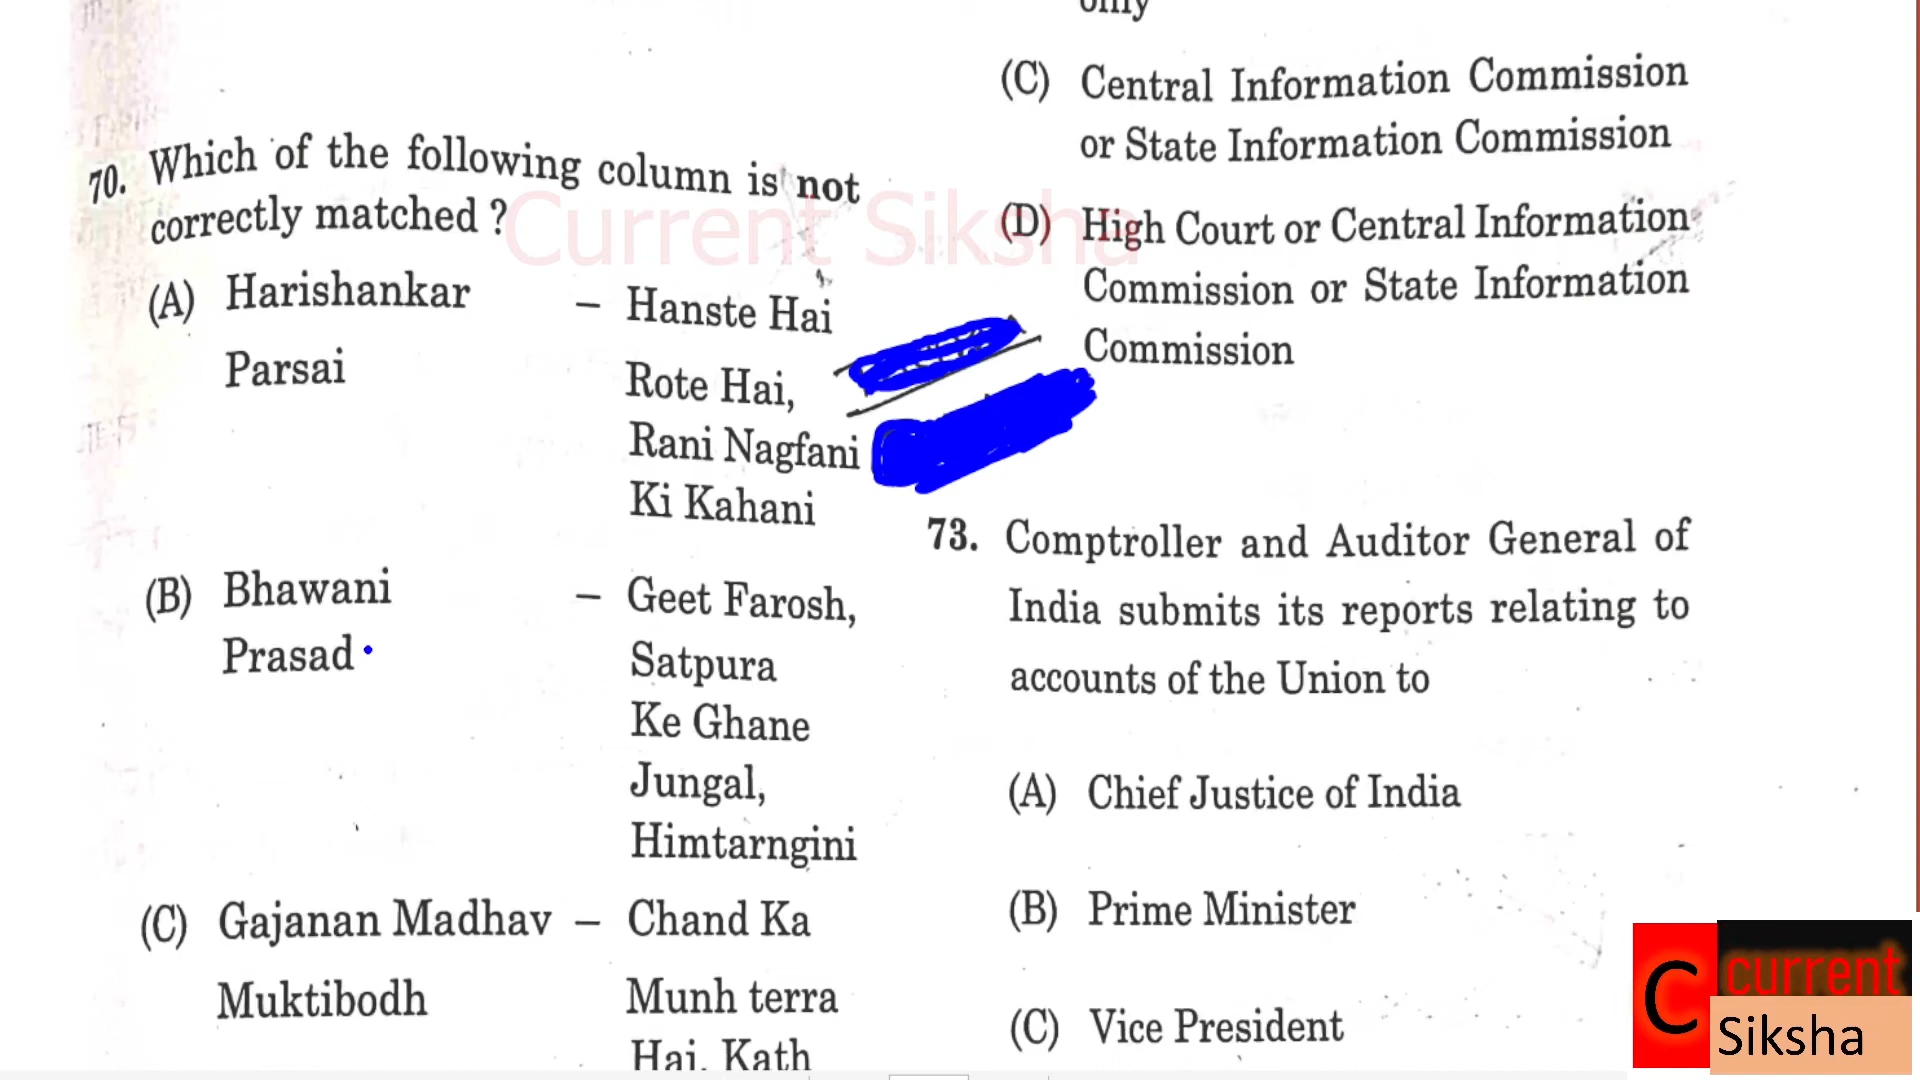 70. Which of the following column is not
correctly matched ?
(A) Harishankar – Hanste Hai
Parsai
Rote Hai,
Rani Nagfani
Ki Kahani
(B) Bhawani – Geet Farosh,
Prasad Satpura
Ke Ghane
Jungal,
Himtarngini
(C) Gajanan Madhav – Chand Ka
Muktibodh Munh terra
Hai, Kath
only
(C) Central Information Commission
or State Information Commission
(D) High Court or Central Information
Commission or State Information
Commission
73. Comptroller and Auditor General of
India submits its reports relating to
accounts of the Union to
(A) Chief Justice of India
(B) Prime Minister
(C) Vice President
Current Siksha
C current
Siksha